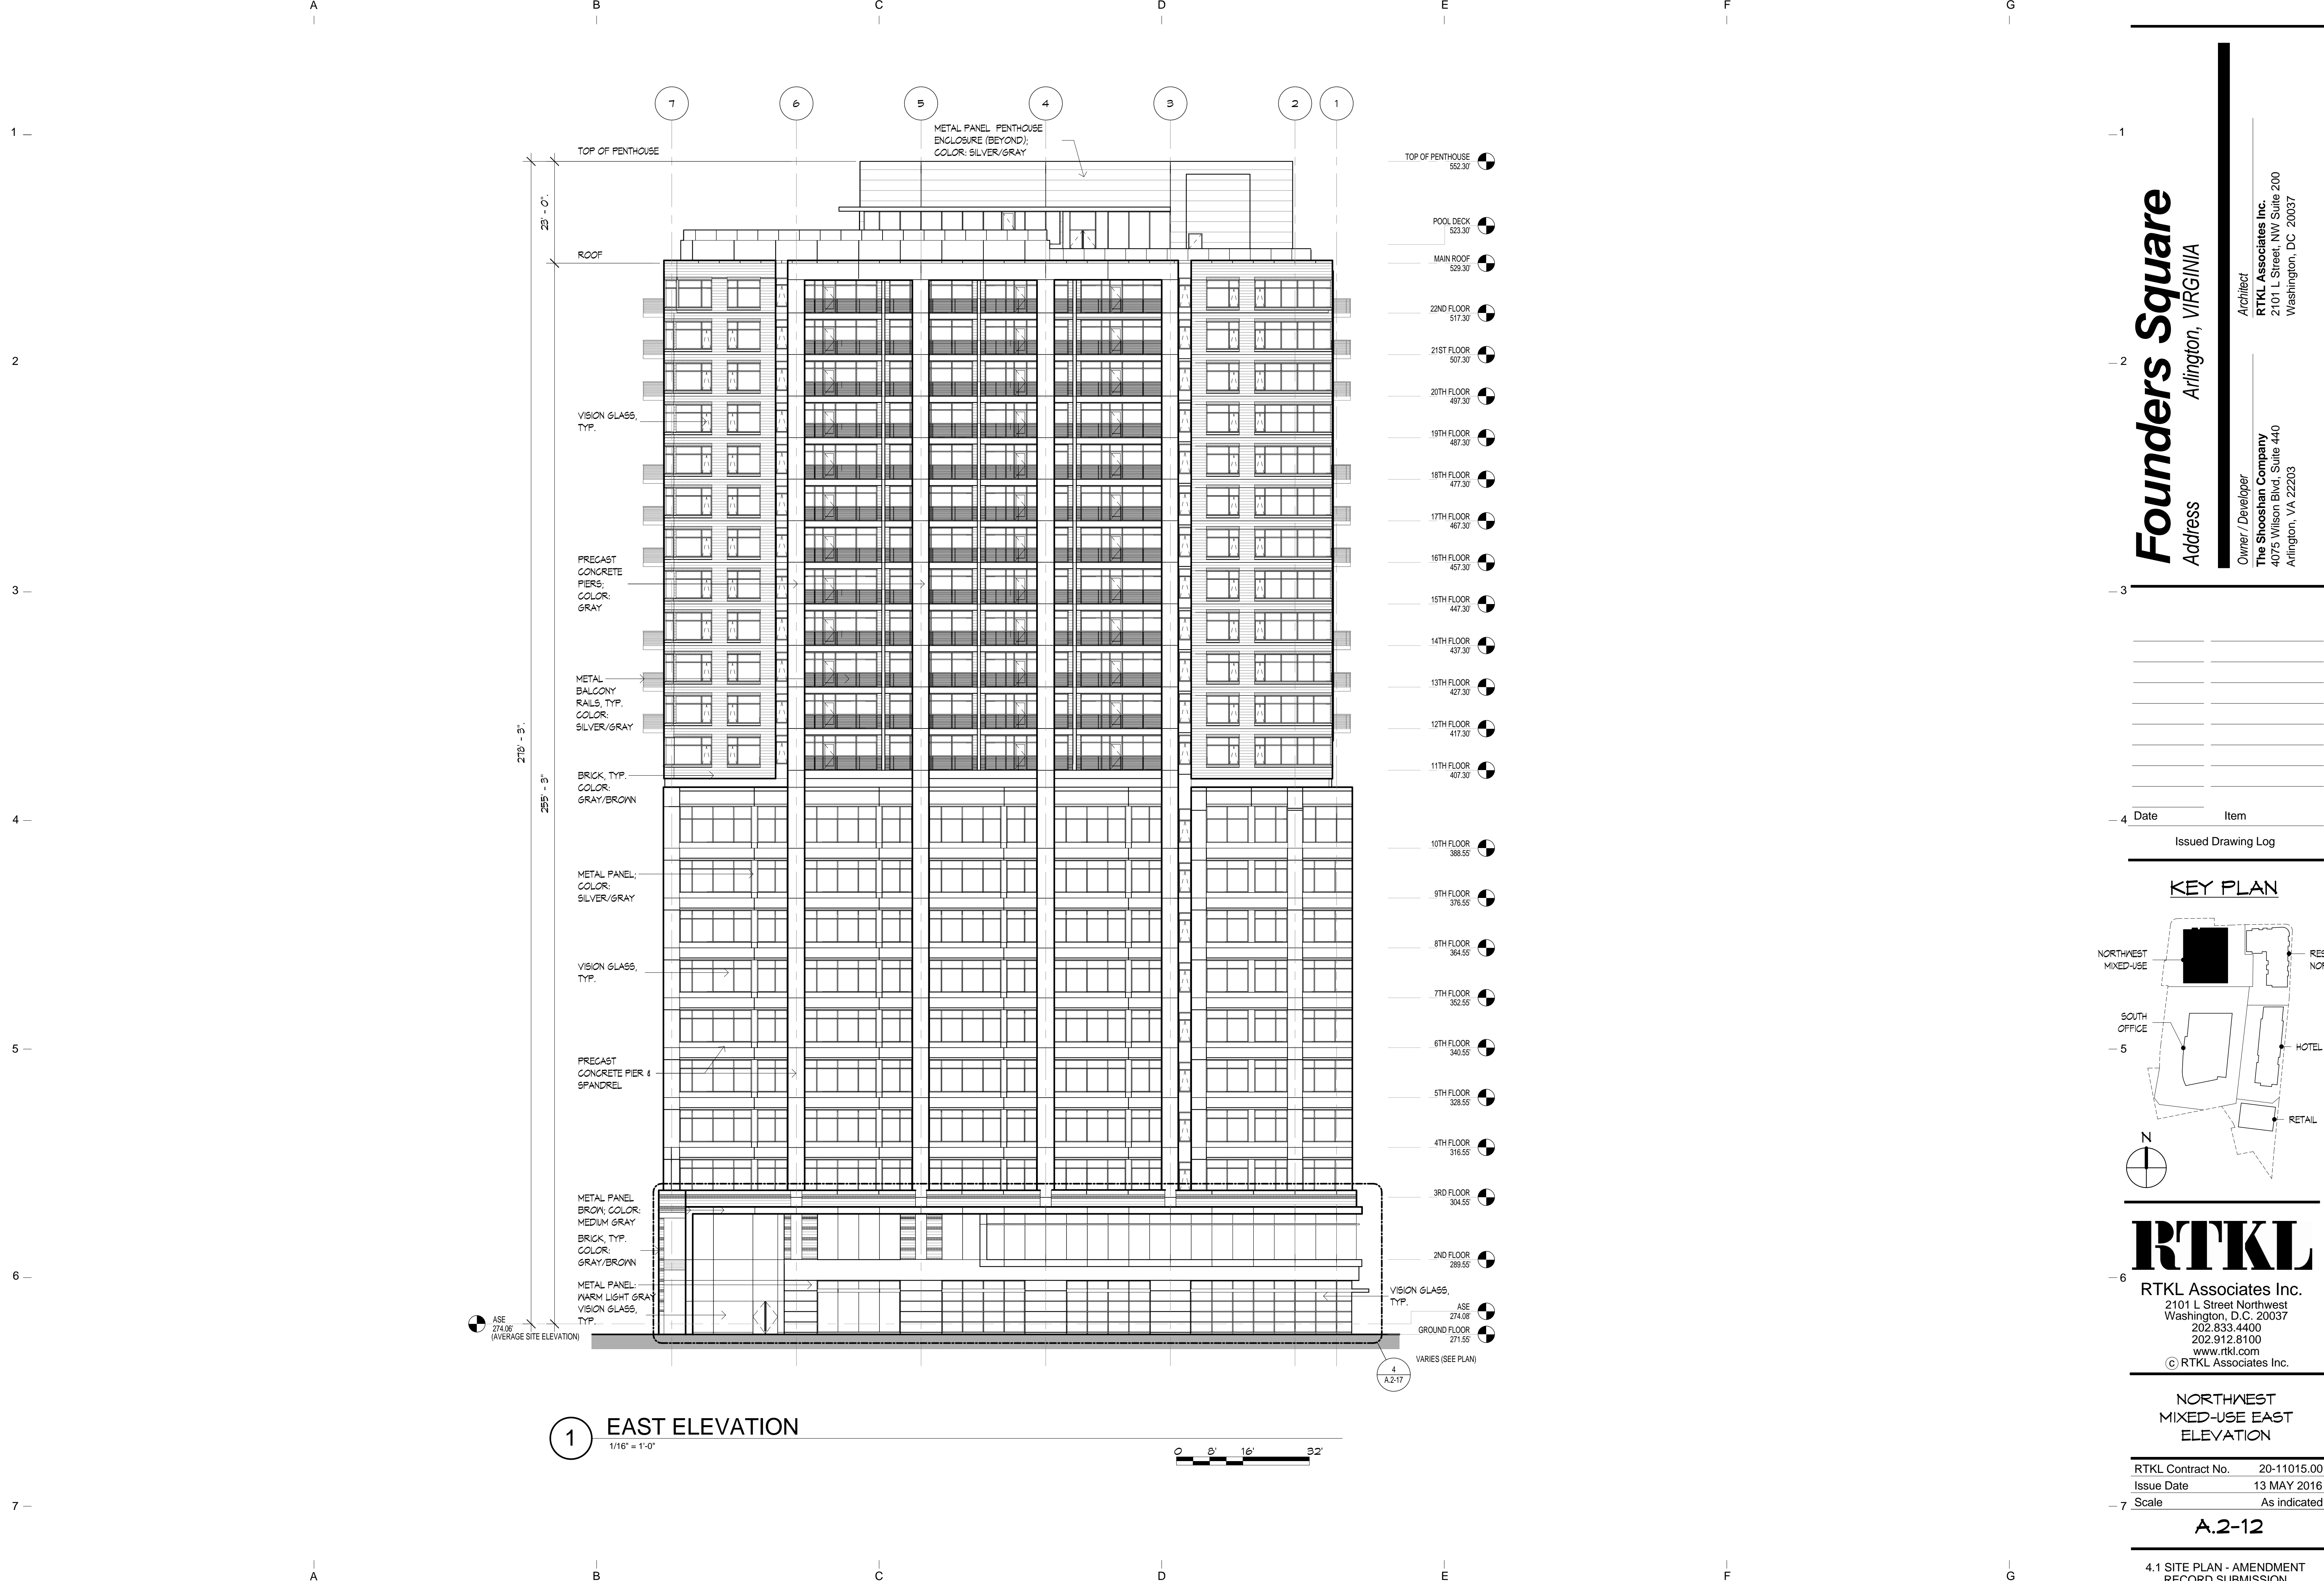 A B C D E F G
1
2
3
4
5
6
7
7 6 5 4 3 2 1
METAL PANEL PENTHOUSE
ENCLOSURE (BEYOND);
COLOR: SILVER/GRAY
TOP OF PENTHOUSE
23' - 0".
ROOF
278' - 3".
255' - 3"
VISION GLASS,
TYP.
PRECAST
CONCRETE
PIERS;
COLOR:
GRAY
METAL
BALCONY
RAILS, TYP.
COLOR:
SILVER/GRAY
BRICK, TYP.
COLOR:
GRAY/BROWN
METAL PANEL;
COLOR:
SILVER/GRAY
VISION GLASS,
TYP.
PRECAST
CONCRETE PIER &
SPANDREL
METAL PANEL
BROW; COLOR:
MEDIUM GRAY
BRICK, TYP.
COLOR:
GRAY/BROWN
METAL PANEL:
WARM LIGHT GRAY
VISION GLASS,
TYP.
ASE
274.06'
(AVERAGE SITE ELEVATION)
TOP OF PENTHOUSE
552.30'
POOL DECK
523.30'
MAIN ROOF
529.30'
22ND FLOOR
517.30'
21ST FLOOR
507.30'
20TH FLOOR
497.30'
19TH FLOOR
487.30'
18TH FLOOR
477.30'
17TH FLOOR
467.30'
16TH FLOOR
457.30'
15TH FLOOR
447.30'
14TH FLOOR
437.30'
13TH FLOOR
427.30'
12TH FLOOR
417.30'
11TH FLOOR
407.30'
10TH FLOOR
388.55'
9TH FLOOR
376.55'
8TH FLOOR
364.55'
7TH FLOOR
352.55'
6TH FLOOR
340.55'
5TH FLOOR
328.55'
4TH FLOOR
316.55'
3RD FLOOR
304.55'
2ND FLOOR
289.55'
VISION GLASS,
TYP.
ASE
274.08'
GROUND FLOOR
271.55'
VARIES (SEE PLAN)
4
A.2-17
1
EAST ELEVATION
1/16" = 1'-0"
0 8' 16' 32'
A B C D E F G
1
2
3
4
5
6
7
Founders Square
Address Arlington, VIRGINIA
Owner / Developer
The Shooshan Company
4075 Wilson Blvd, Suite 440
Arlington, VA 22203
Architect
RTKL Associates Inc.
2101 L Street, NW Suite 200
Washington, DC 20037
Date Item
Issued Drawing Log
KEY PLAN
NORTHWEST
MIXED-USE
SOUTH
OFFICE
HOTEL
RETAIL
N
RTKL
RTKL Associates Inc.
2101 L Street Northwest
Washington, D.C. 20037
202.833.4400
202.912.8100
www.rtkl.com
© RTKL Associates Inc.
NORTHWEST
MIXED-USE EAST
ELEVATION
RTKL Contract No. 20-11015.00
Issue Date 13 MAY 2016
Scale As indicated
A.2-12
4.1 SITE PLAN - AMENDMENT
RECORD SUBMISSION